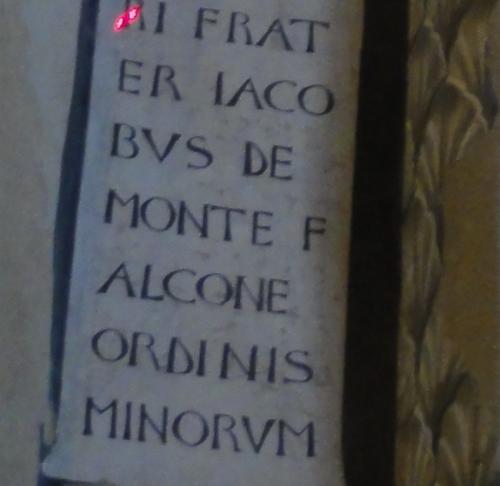 FRAT
ER IACO
BVS DE
MONTE F
ALCONE
ORDINIS
MINORVM